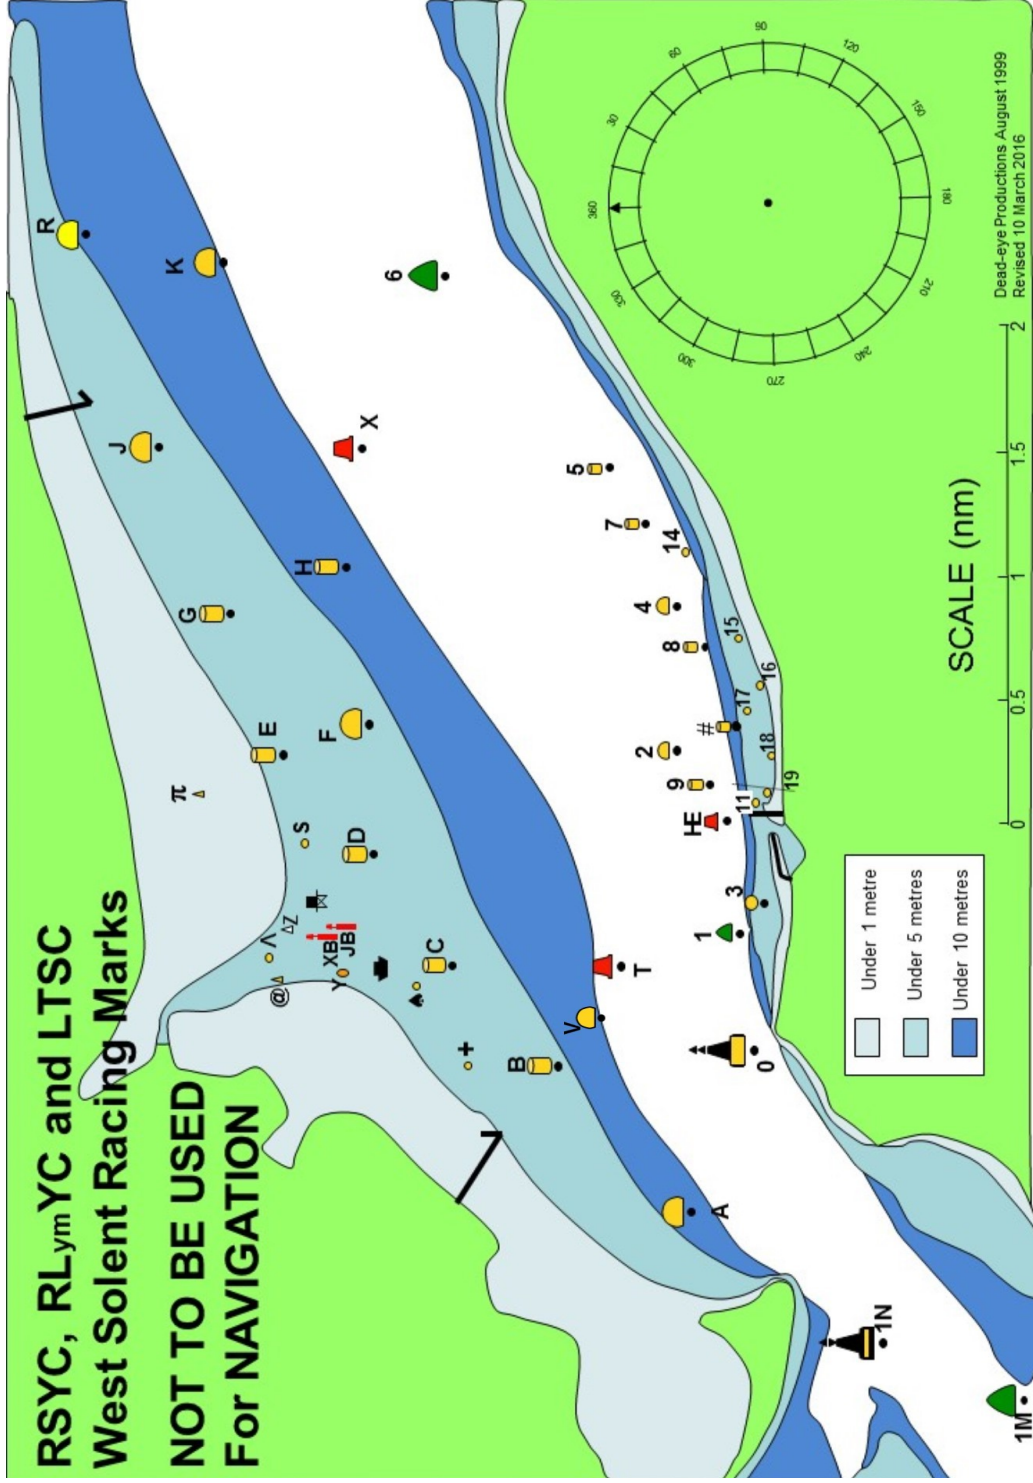 RSYC, RLymYC and LTSC
West Solent Racing Marks
NOT TO BE USED
For NAVIGATION
R
K
6
J
X
G
H
5
7
14
E
F
4
8
15
16
17
π
2
#
18
9
19
11
S
D
HE
Λ
Z
@
XB
JB
Y
C
3
1
T
V
+
B
0
A
1N
1M
360
30
60
90
120
150
180
210
240
270
300
330
Under 1 metre
Under 5 metres
Under 10 metres
SCALE (nm)
0 0.5 1 1.5 2
Dead-eye Productions August 1999
Revised 10 March 2016